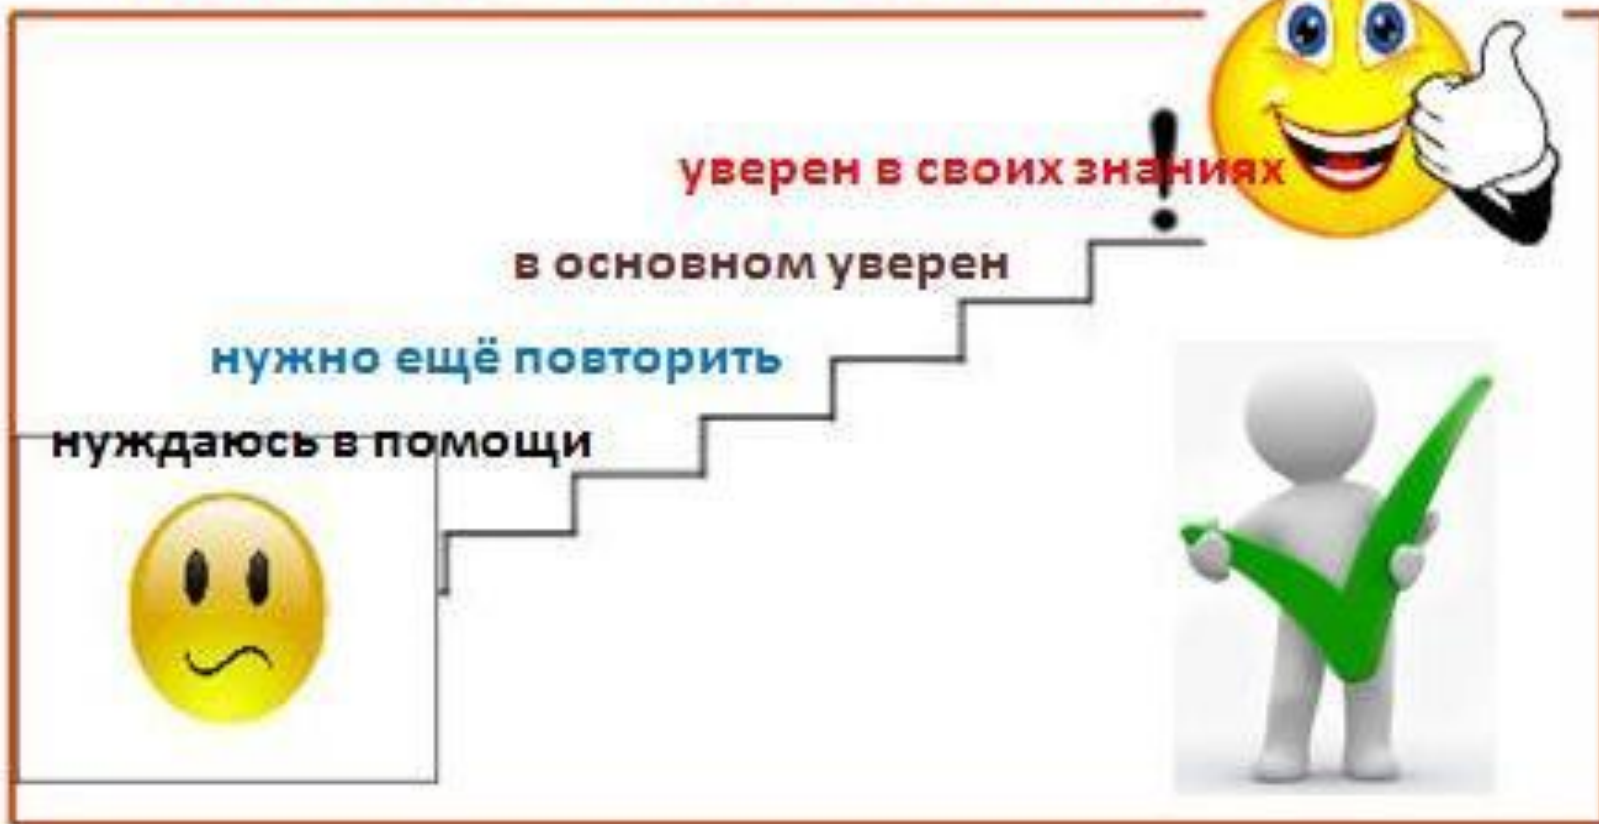 уверен в своих знаниях!
в основном уверен
нужно ещё повторить
нуждаюсь в помощи